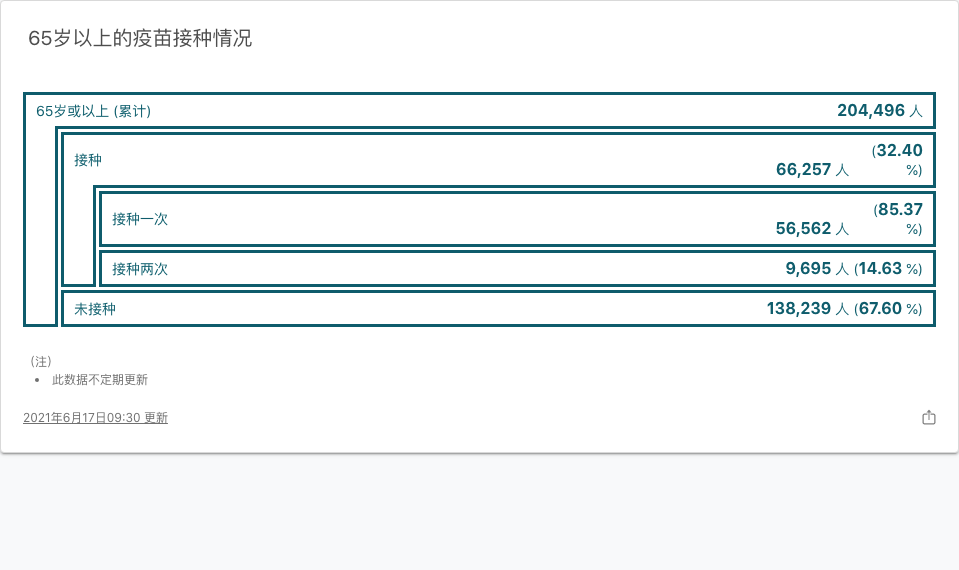 65岁以上的疫苗接种情况
65岁或以上 (累计) 204,496 人
接种 66,257 人 (32.40 %)
接种一次 56,562 人 (85.37 %)
接种两次 9,695 人 (14.63 %)
未接种 138,239 人 (67.60 %)
（注）
• 此数据不定期更新
2021年6月17日09:30 更新